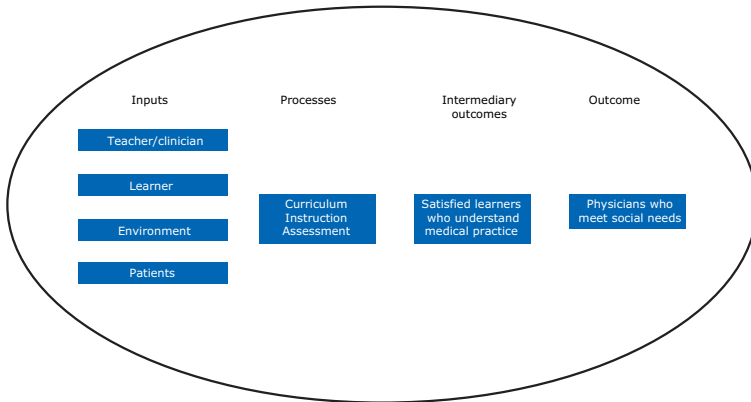 Inputs
Processes
Intermediary
outcomes
Outcome
Teacher/clinician
Learner
Environment
Patients
Curriculum
Instruction
Assessment
Satisfied learners
who understand
medical practice
Physicians who
meet social needs